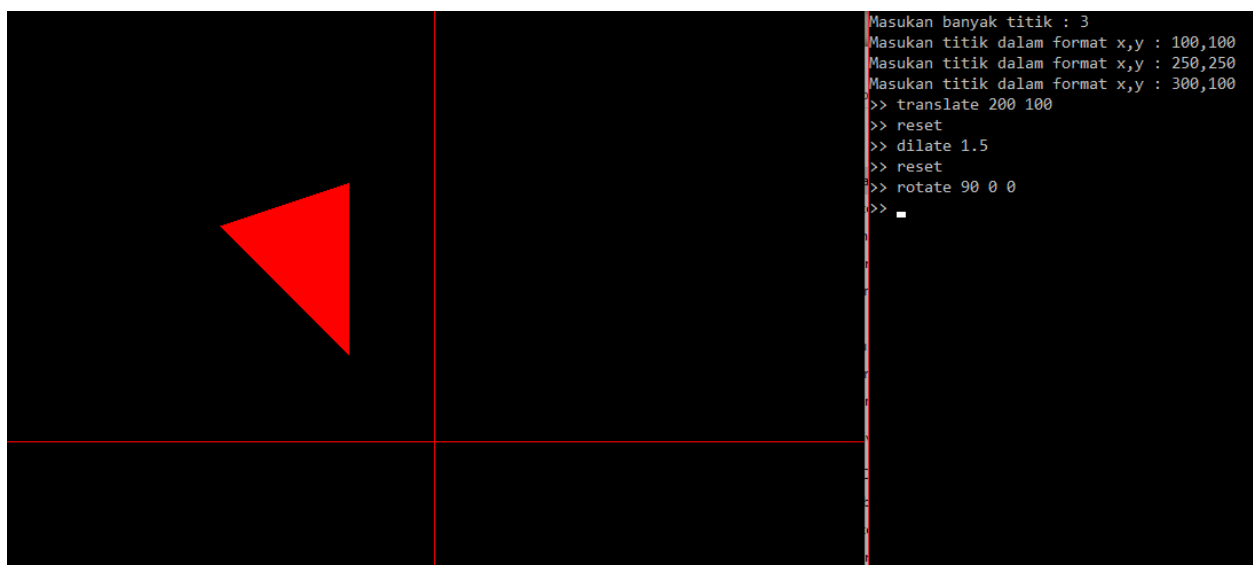 Masukan banyak titik : 3
Masukan titik dalam format x,y : 100,100
Masukan titik dalam format x,y : 250,250
Masukan titik dalam format x,y : 300,100
>> translate 200 100
>> reset
>> dilate 1.5
>> reset
>> rotate 90 0 0
>>